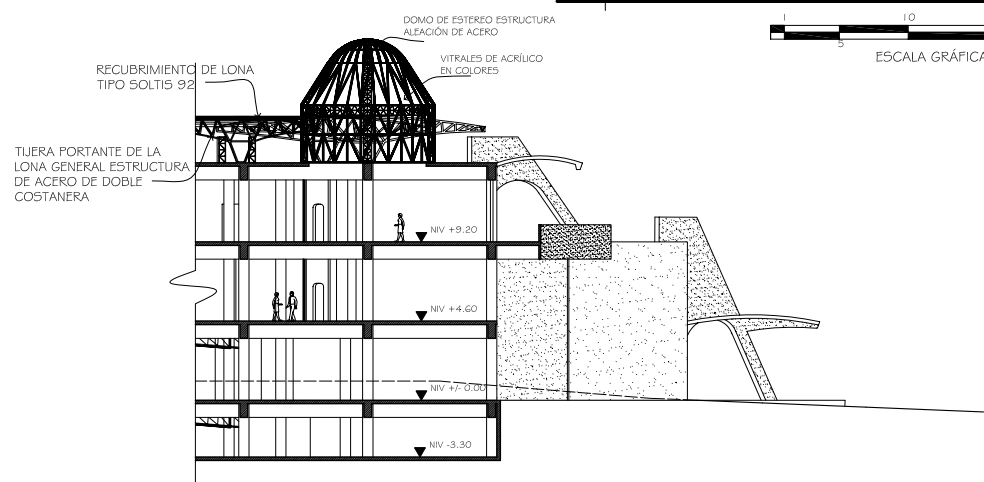 DOMO DE ESTEREO ESTRUCTURA
ALEACIÓN DE ACERO
1
10
5
ESCALA GRÁFICA
VITRALES DE ACRÍLICO
EN COLORES
RECUBRIMIENTO DE LONA
TIPO SOLTIS 92
TIJERA PORTANTE DE LA
LONA GENERAL ESTRUCTURA
DE ACERO DE DOBLE
COSTANERA
NIV +9.20
NIV +4.60
NIV +/- 0.00
NIV -3.30